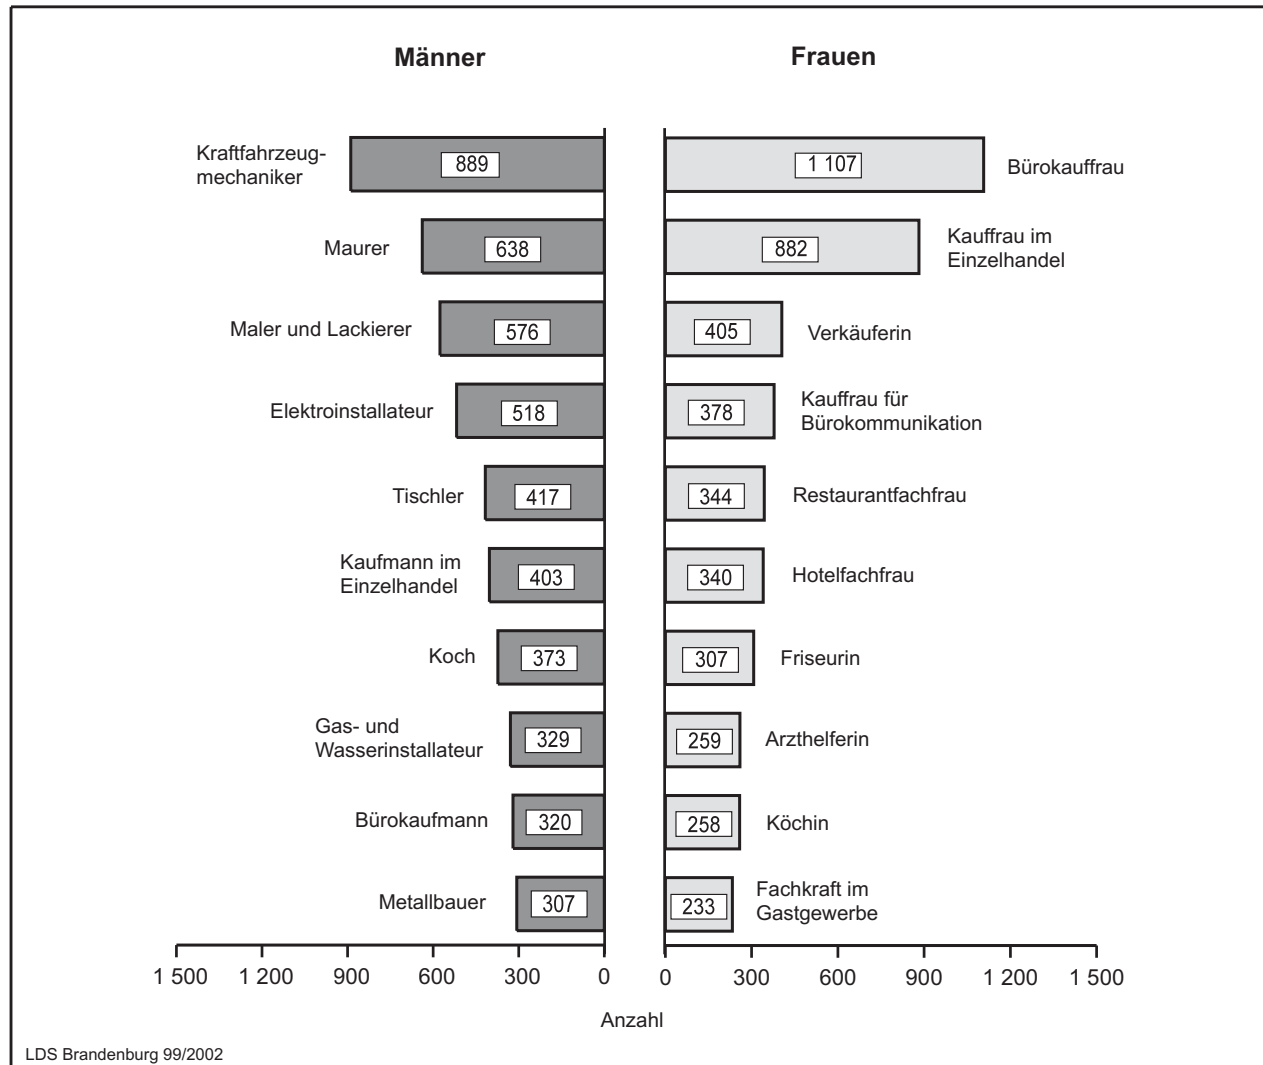 Männer
Frauen
Kraftfahrzeug-
mechaniker
889
1 107
Bürokauffrau
Maurer
638
882
Kauffrau im
Einzelhandel
Maler und Lackierer
576
405
Verkäuferin
Elektroinstallateur
518
378
Kauffrau für
Bürokommunikation
Tischler
417
344
Restaurantfachfrau
Kaufmann im
Einzelhandel
403
340
Hotelfachfrau
Koch
373
307
Friseurin
Gas- und
Wasserinstallateur
329
259
Arzthelferin
Bürokaufmann
320
258
Köchin
Metallbauer
307
233
Fachkraft im
Gastgewerbe
1 500 1 200 900 600 300 0
0 300 600 900 1 200 1 500
Anzahl
LDS Brandenburg 99/2002